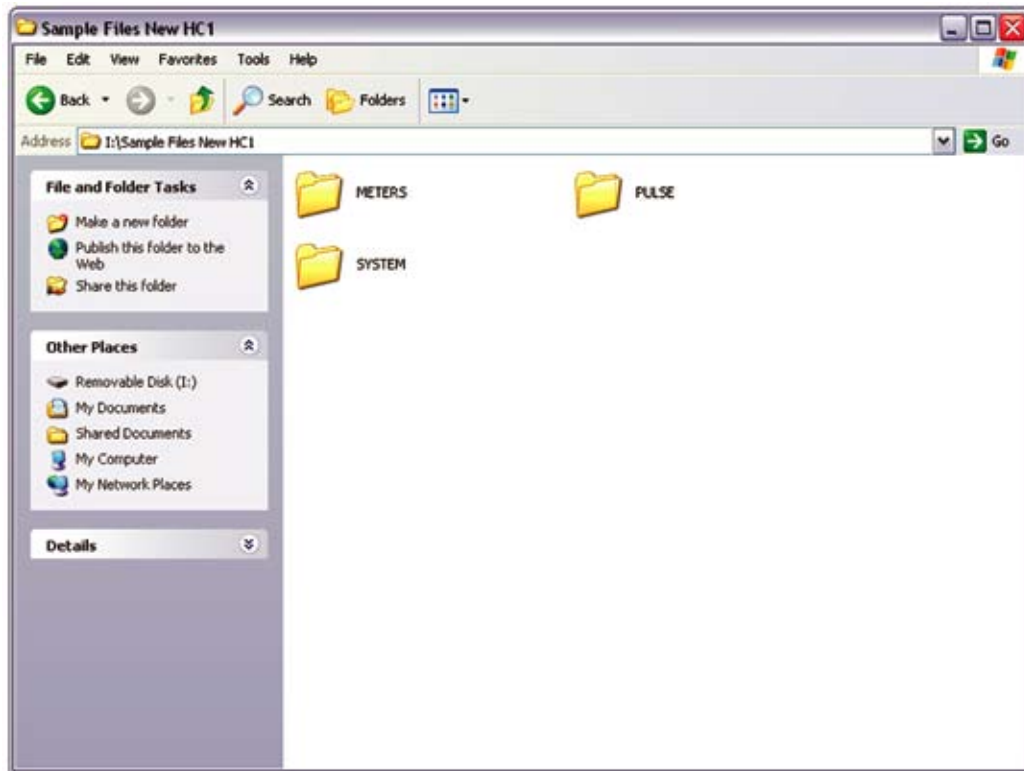 Sample Files New HC1
File Edit View Favorites Tools Help
Back Search Folders
Address I:\Sample Files New HC1 Go
File and Folder Tasks
Make a new folder
Publish this folder to the
Web
Share this folder
Other Places
Removable Disk (I:)
My Documents
Shared Documents
My Computer
My Network Places
Details
METERS PULSE
SYSTEM